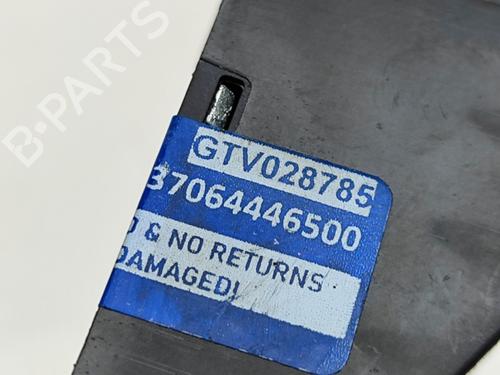 B-PARTS
GTV028785
37064446500
& NO RETURNS
DAMAGED!